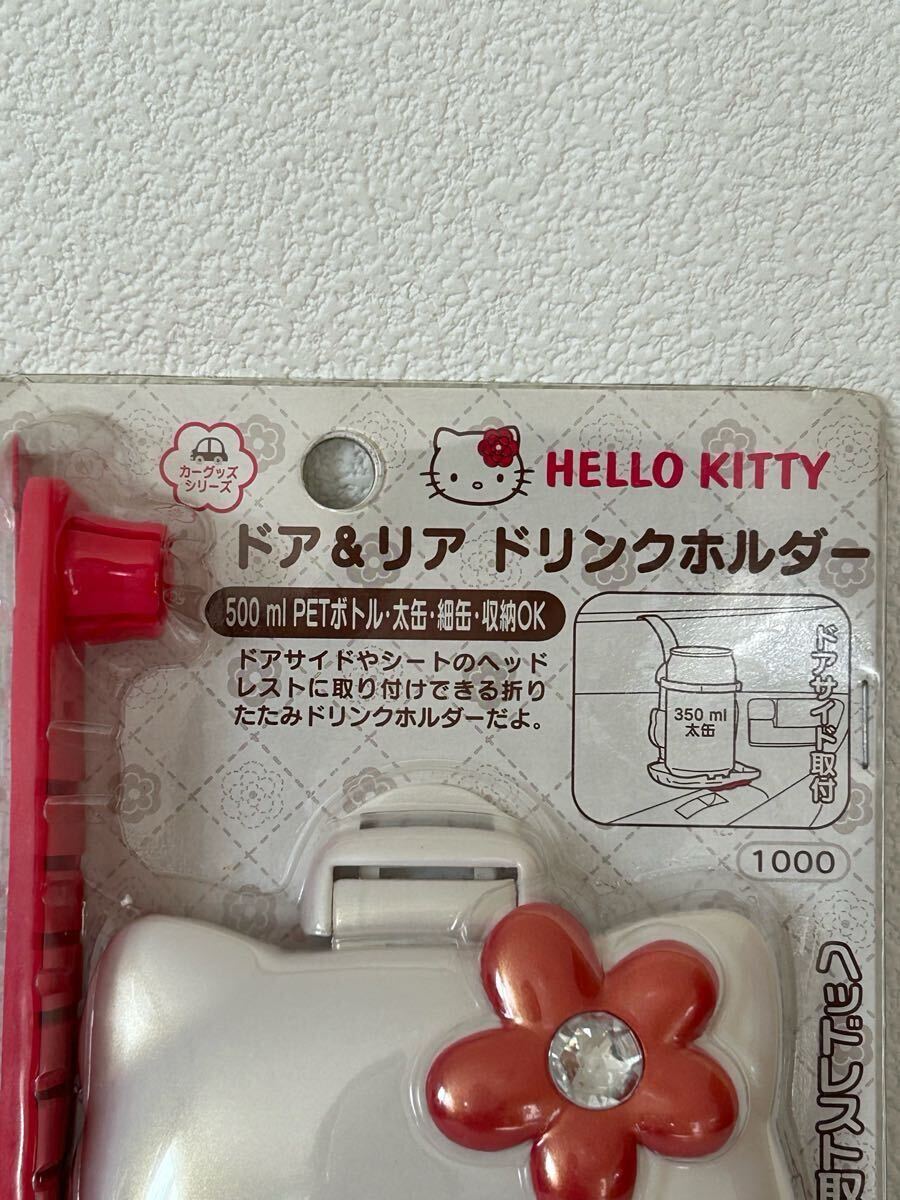 カーグッズ
シリーズ
HELLO KITTY
ドア&リア ドリンクホルダー
500 ml PETボトル・太缶・細缶・収納OK
ドアサイドやシートのヘッド
レストに取り付けできる折り
たたみドリンクホルダーだよ。
350 ml
太缶
ドアサイド取付
1000
ヘッドレスト取